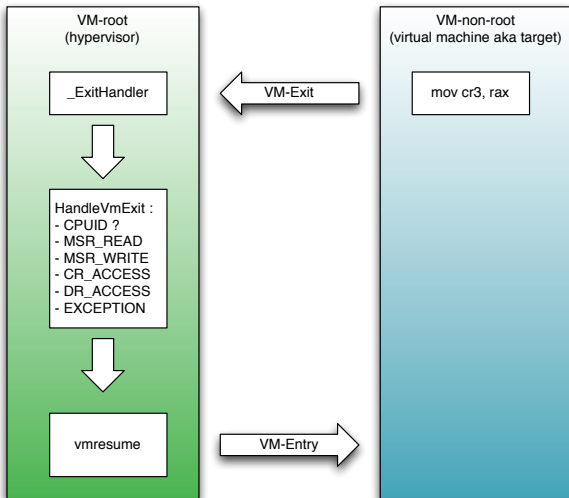 VM-root
(hypervisor)
VM-non-root
(virtual machine aka target)
_ExitHandler
VM-Exit
mov cr3, rax
HandleVmExit :
- CPUID ?
- MSR_READ
- MSR_WRITE
- CR_ACCESS
- DR_ACCESS
- EXCEPTION
vmresume
VM-Entry